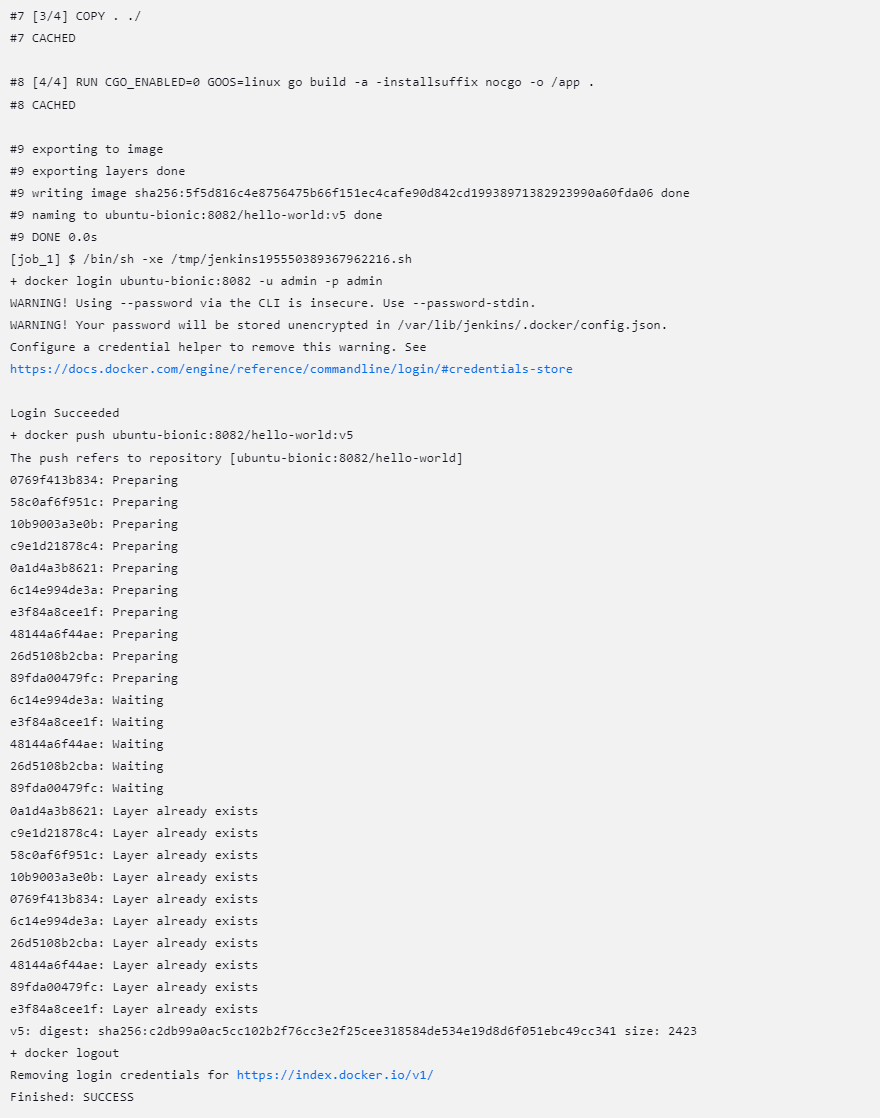 #7 [3/4] COPY . ./
#7 CACHED
#8 [4/4] RUN CGO_ENABLED=0 GOOS=linux go build -a -installsuffix nocgo -o /app .
#8 CACHED
#9 exporting to image
#9 exporting layers done
#9 writing image sha256:5f5d816c4e8756475b66f151ec4cafe90d842cd19938971382923990a60fda06 done
#9 naming to ubuntu-bionic:8082/hello-world:v5 done
#9 DONE 0.0s
[job_1] $ /bin/sh -xe /tmp/jenkins195550389367962216.sh
+ docker login ubuntu-bionic:8082 -u admin -p admin
WARNING! Using --password via the CLI is insecure. Use --password-stdin.
WARNING! Your password will be stored unencrypted in /var/lib/jenkins/.docker/config.json.
Configure a credential helper to remove this warning. See
https://docs.docker.com/engine/reference/commandline/login/#credentials-store
Login Succeeded
+ docker push ubuntu-bionic:8082/hello-world:v5
The push refers to repository [ubuntu-bionic:8082/hello-world]
0769f413b834: Preparing
58c0af6f951c: Preparing
10b9003a3e0b: Preparing
c9e1d21878c4: Preparing
0a1d4a3b8621: Preparing
6c14e994de3a: Preparing
e3f84a8cee1f: Preparing
48144a6f44ae: Preparing
26d5108b2cba: Preparing
89fda00479fc: Preparing
6c14e994de3a: Waiting
e3f84a8cee1f: Waiting
48144a6f44ae: Waiting
26d5108b2cba: Waiting
89fda00479fc: Waiting
0a1d4a3b8621: Layer already exists
c9e1d21878c4: Layer already exists
58c0af6f951c: Layer already exists
10b9003a3e0b: Layer already exists
0769f413b834: Layer already exists
6c14e994de3a: Layer already exists
26d5108b2cba: Layer already exists
48144a6f44ae: Layer already exists
89fda00479fc: Layer already exists
e3f84a8cee1f: Layer already exists
v5: digest: sha256:c2db99a0ac5cc102b2f76cc3e2f25cee318584de534e19d8d6f051ebc49cc341 size: 2423
+ docker logout
Removing login credentials for https://index.docker.io/v1/
Finished: SUCCESS